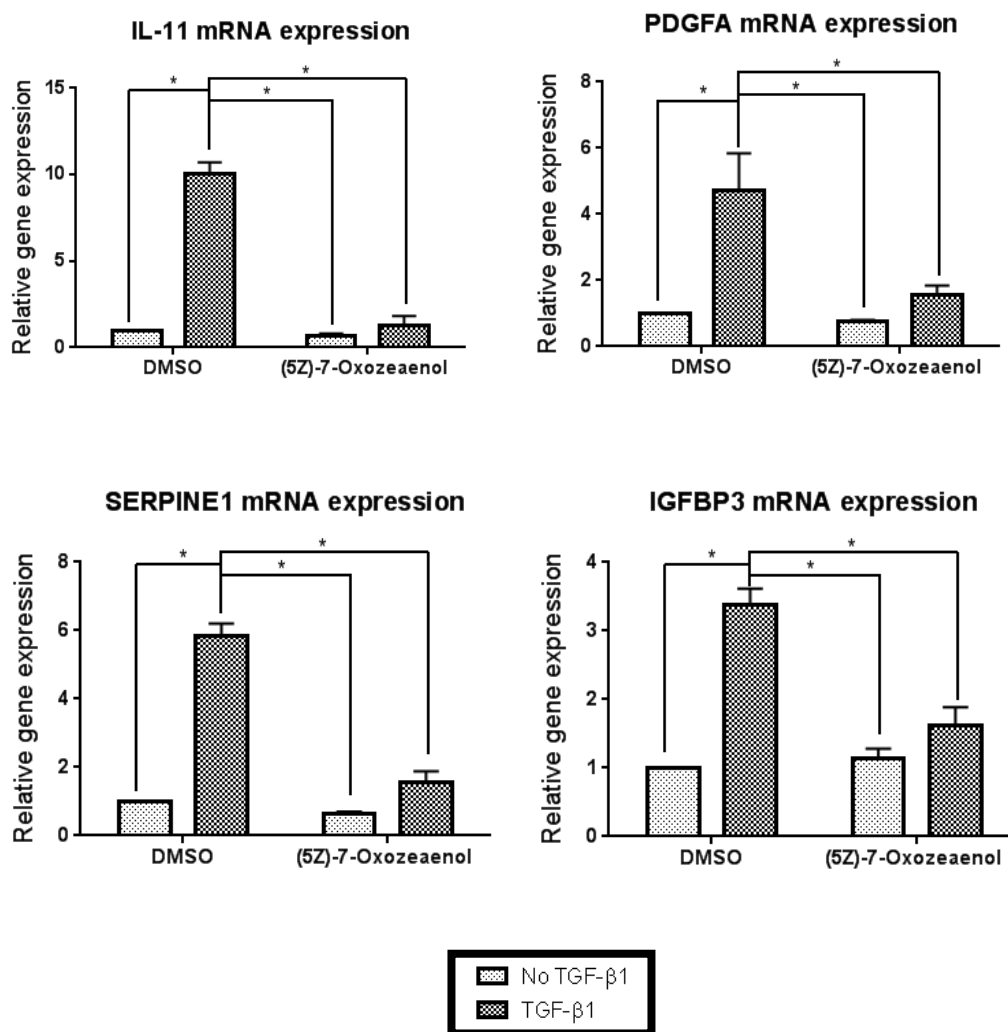 IL-11 mRNA expression
Relative gene expression
15
10
5
0
*
*
*
DMSO
(5Z)-7-Oxozeaenol
PDGFA mRNA expression
Relative gene expression
8
6
4
2
0
*
*
*
DMSO
(5Z)-7-Oxozeaenol
SERPINE1 mRNA expression
Relative gene expression
8
6
4
2
0
*
*
*
DMSO
(5Z)-7-Oxozeaenol
IGFBP3 mRNA expression
Relative gene expression
4
3
2
1
0
*
*
*
DMSO
(5Z)-7-Oxozeaenol
No TGF-β1
TGF-β1